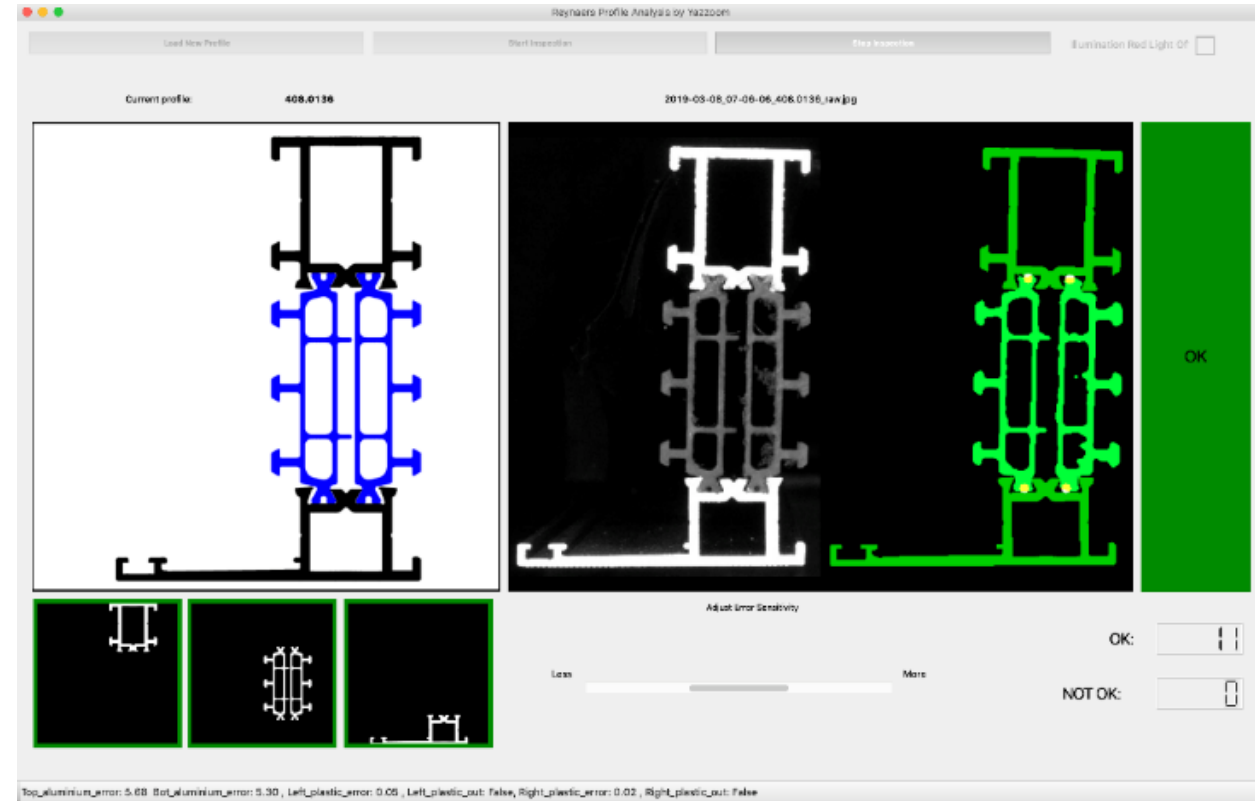 Reynaers Profile Analysis by Yazzoom
Load New Profile
Start Inspection
Stop Inspection
Illumination Red Light Of
Current profile:
408.0136
2019-03-08_07-06-06_408.0136_raw.jpg
OK
Adjust Error Sensitivity
Less
More
OK:
11
NOT OK:
0
Top_aluminium_error: 5.68 Bot_aluminium_error: 5.30 , Left_plastic_error: 0.05 , Left_plastic_out: False, Right_plastic_error: 0.02 , Right_plastic_out: False